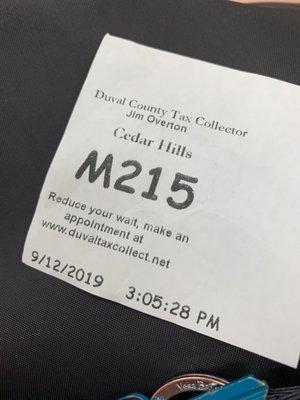 Duval County Tax Collector
Jim Overton
Cedar Hills
M215
Reduce your wait, make an
appointment at
www.duvaltaxcollect.net
9/12/2019 3:05:28 PM